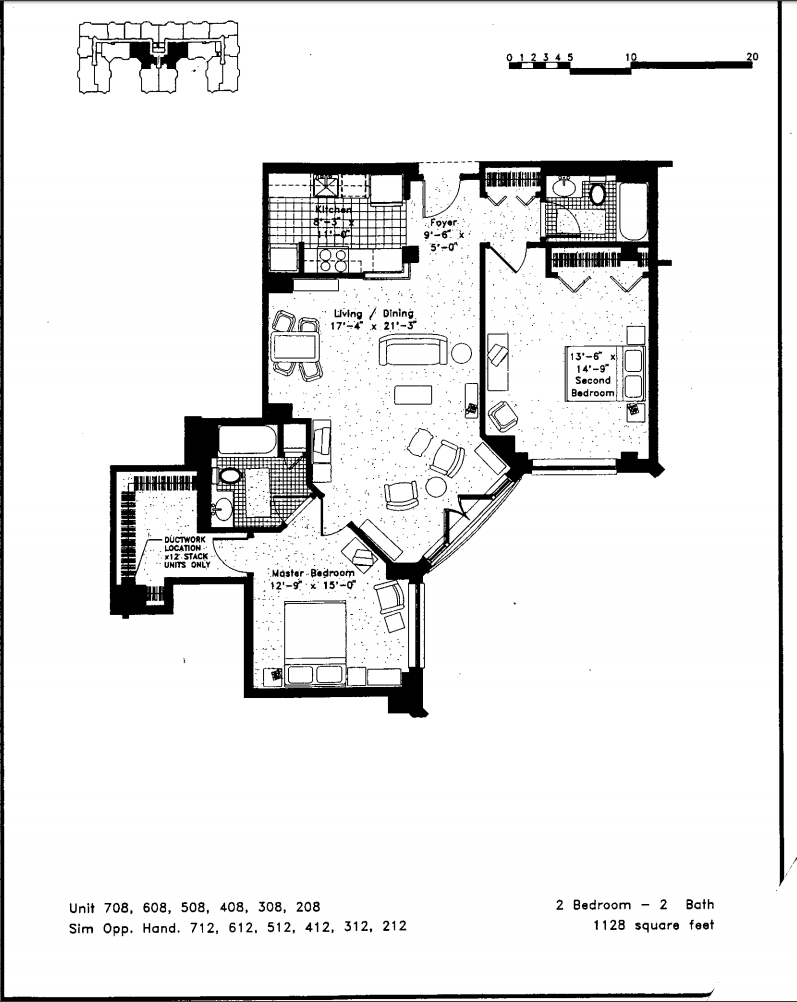 0 1 2 3 4 5 10 20
Kitchen
8'-3" x
11'-0"
Foyer
9'-6" x
5'-0"
Living / Dining
17'-4" x 21'-3"
13'-6" x
14'-9"
Second
Bedroom
DUCTWORK
LOCATION
x12 STACK
UNITS ONLY
Master Bedroom
12'-9" x 15'-0"
Unit 708, 608, 508, 408, 308, 208
Sim Opp. Hand. 712, 612, 512, 412, 312, 212
2 Bedroom - 2 Bath
1128 square feet